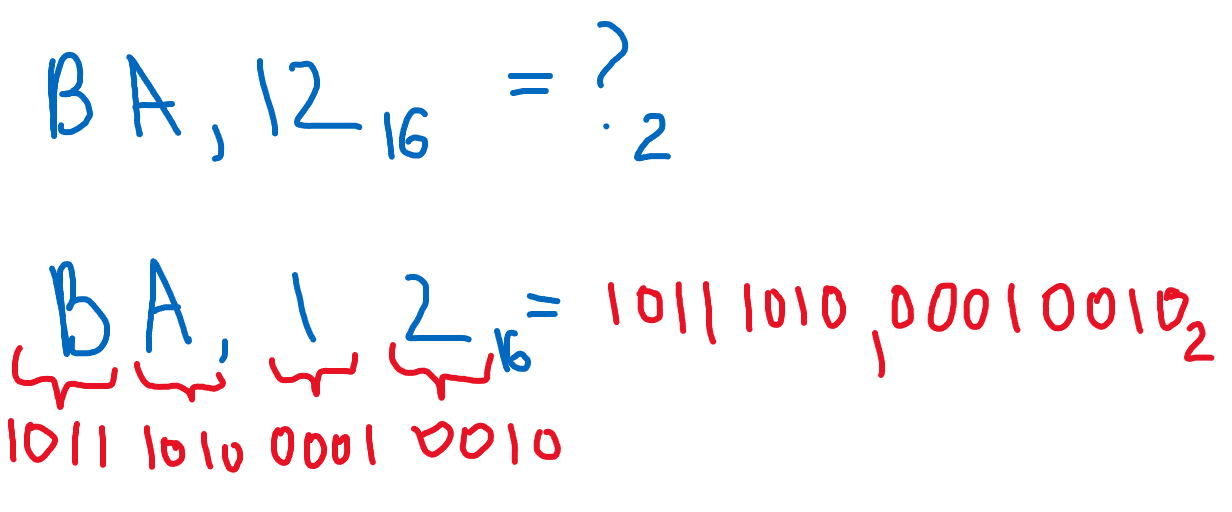 BA,12₁₆ = ?₂
BA,12₁₆ = 10111010,00010010₂
1011 1010 0001 0010